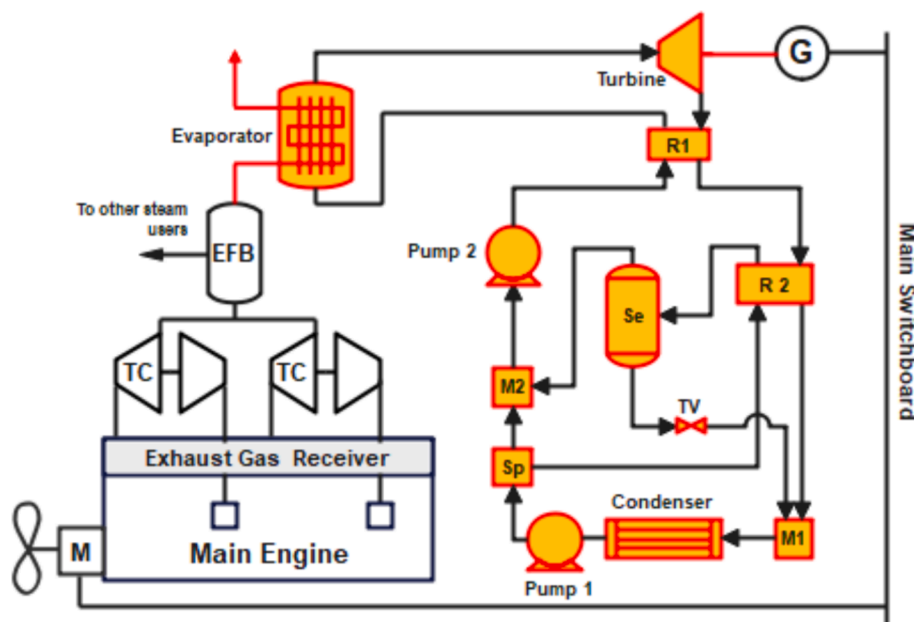 Turbine
G
Evaporator
R1
To other steam
users
EFB
Pump 2
R 2
Se
Main Switchboard
TC
TC
M2
TV
Exhaust Gas Receiver
Sp
Condenser
M
Main Engine
M1
Pump 1